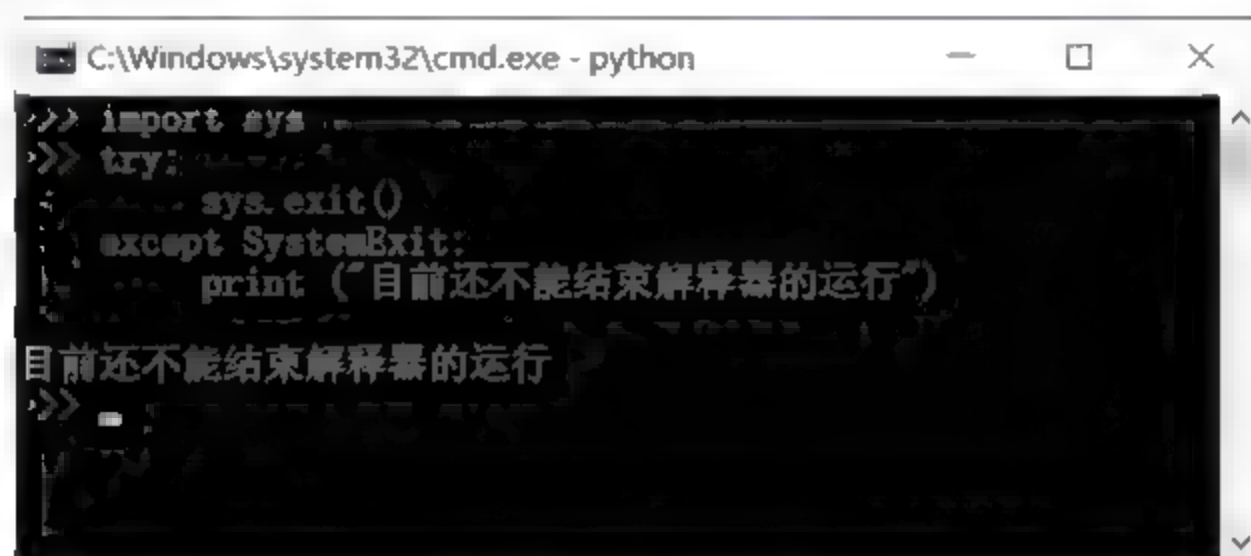 C:\Windows\system32\cmd.exe - python
>>> import sys
>>> try:
sys.exit()
except SystemExit:
print ("目前还不能结束解释器的运行")
目前还不能结束解释器的运行
>>>